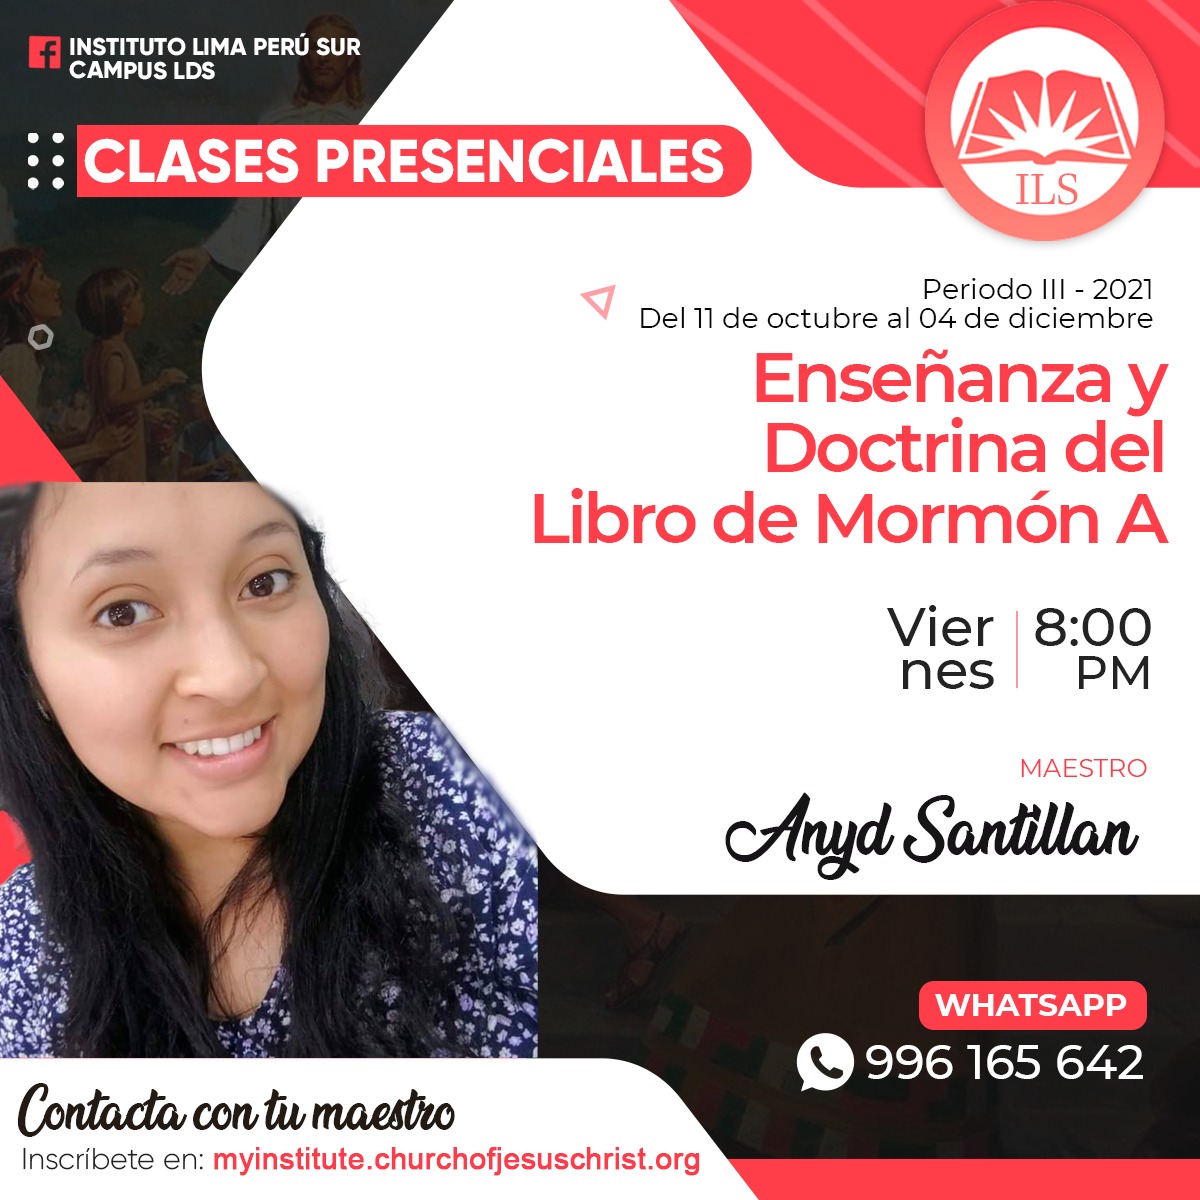 INSTITUTO LIMA PERÚ SUR
CAMPUS LDS
CLASES PRESENCIALES
ILS
Periodo III - 2021
Del 11 de octubre al 04 de diciembre
Enseñanza y
Doctrina del
Libro de Mormón A
Vier
nes
8:00
PM
MAESTRO
Anyd Santillan
WHATSAPP
996 165 642
Contacta con tu maestro
Inscríbete en: myinstitute.churchofjesuschrist.org